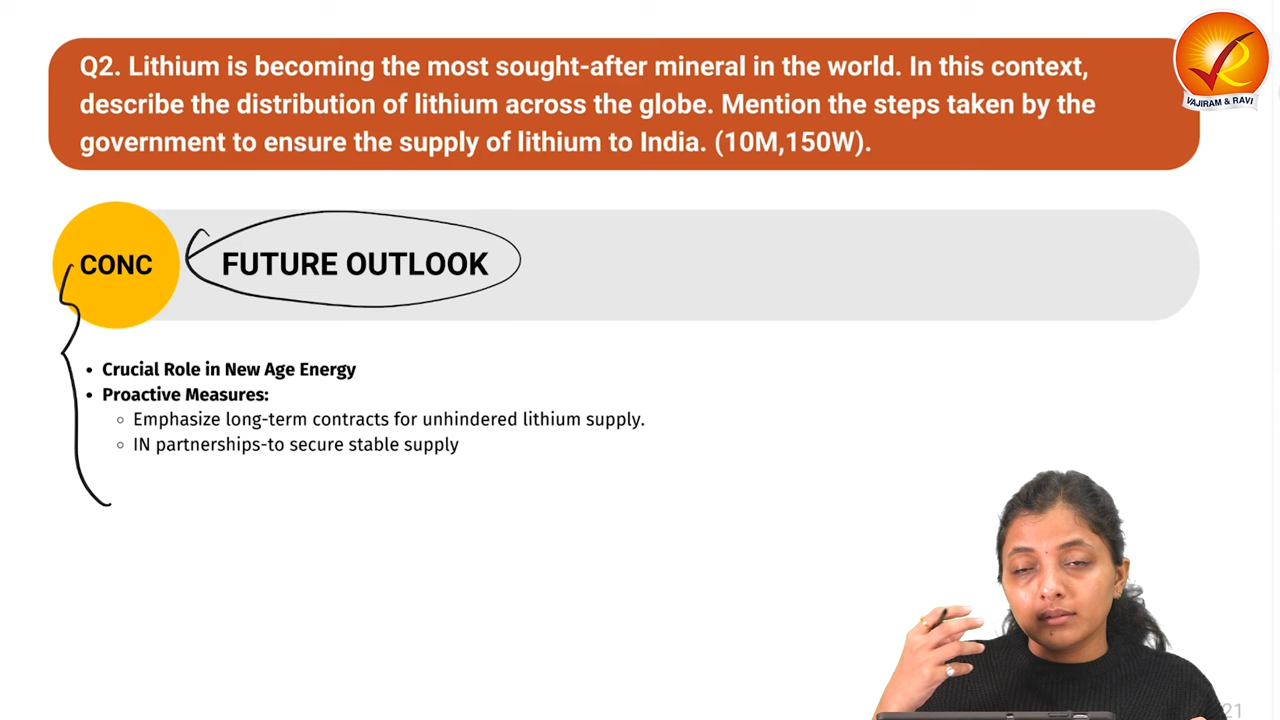 Q2. Lithium is becoming the most sought-after mineral in the world. In this context,
describe the distribution of lithium across the globe. Mention the steps taken by the
government to ensure the supply of lithium to India. (10M,150W).
VAJIRAM & RAVI
CONC
FUTURE OUTLOOK
• Crucial Role in New Age Energy
• Proactive Measures:
◦ Emphasize long-term contracts for unhindered lithium supply.
◦ IN partnerships-to secure stable supply
21